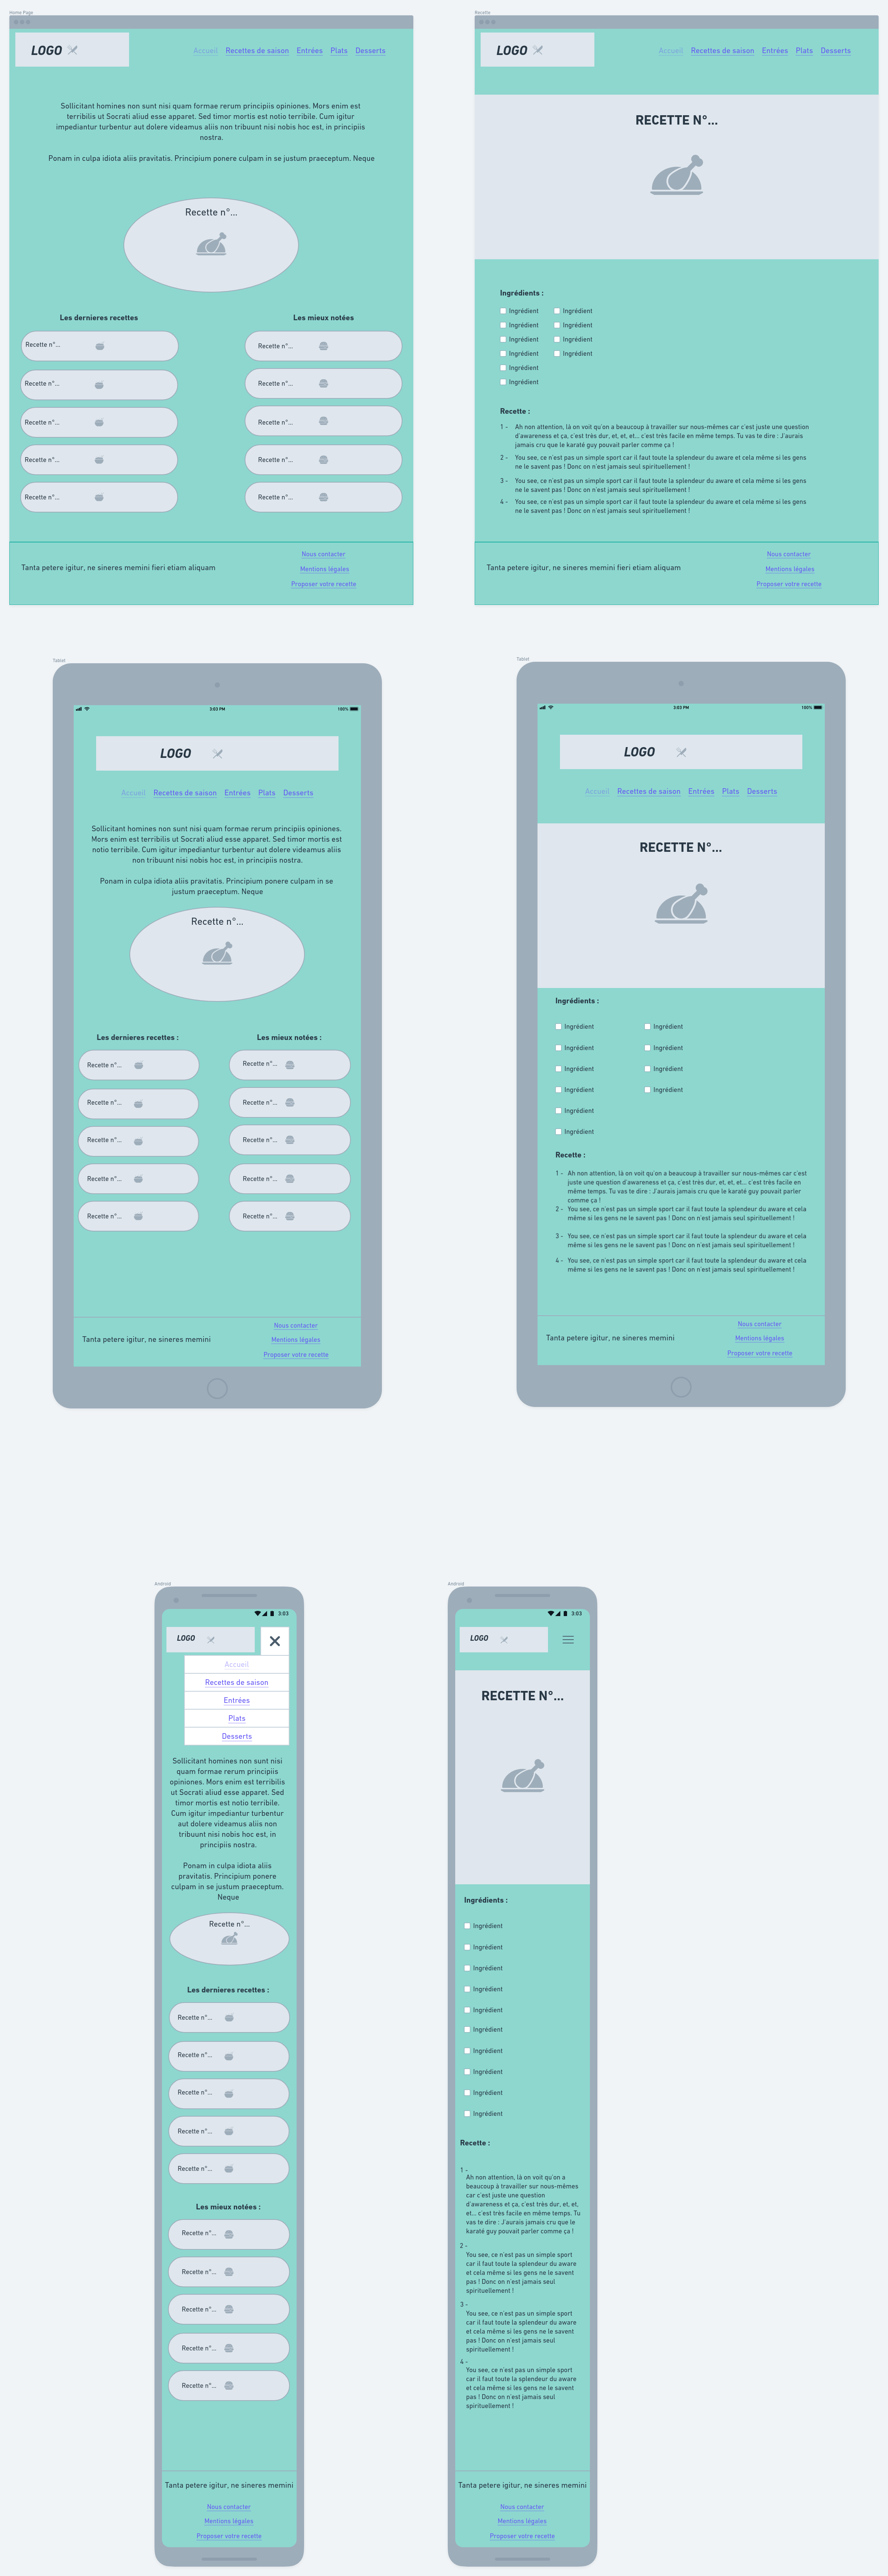 Home Page
LOGO
Accueil Recettes de saison Entrées Plats Desserts
Sollicitant homines non sunt nisi quam formae rerum principiis opiniones. Mors enim est
terribilis ut Socrati aliud esse apparet. Sed timor mortis est notio terribile. Cum igitur
impediantur turbentur aut dolere videamus aliis non tribuunt nisi nobis hoc est, in principiis
nostra.
Ponam in culpa idiota aliis pravitatis. Principium ponere culpam in se justum praeceptum. Neque
Recette n°...
Les dernieres recettes
Recette n°...
Recette n°...
Recette n°...
Recette n°...
Recette n°...
Les mieux notées
Recette n°...
Recette n°...
Recette n°...
Recette n°...
Recette n°...
Tanta petere igitur, ne sineres memini fieri etiam aliquam
Nous contacter
Mentions légales
Proposer votre recette
Recette
LOGO
Accueil Recettes de saison Entrées Plats Desserts
RECETTE N°...
Ingrédients :
Ingrédient Ingrédient
Ingrédient Ingrédient
Ingrédient Ingrédient
Ingrédient Ingrédient
Ingrédient
Ingrédient
Recette :
1 - Ah non attention, là on voit qu'on a beaucoup à travailler sur nous-mêmes car c'est juste une question
d'awareness et ça, c'est très dur, et, et, et... c'est très facile en même temps. Tu vas te dire : J'aurais
jamais cru que le karaté guy pouvait parler comme ça !
2 - You see, ce n'est pas un simple sport car il faut toute la splendeur du aware et cela même si les gens
ne le savent pas ! Donc on n'est jamais seul spirituellement !
3 - You see, ce n'est pas un simple sport car il faut toute la splendeur du aware et cela même si les gens
ne le savent pas ! Donc on n'est jamais seul spirituellement !
4 - You see, ce n'est pas un simple sport car il faut toute la splendeur du aware et cela même si les gens
ne le savent pas ! Donc on n'est jamais seul spirituellement !
Tanta petere igitur, ne sineres memini fieri etiam aliquam
Nous contacter
Mentions légales
Proposer votre recette
Tablet
3:03 PM
100%
LOGO
Accueil Recettes de saison Entrées Plats Desserts
Sollicitant homines non sunt nisi quam formae rerum principiis opiniones.
Mors enim est terribilis ut Socrati aliud esse apparet. Sed timor mortis est
notio terribile. Cum igitur impediantur turbentur aut dolere videamus aliis
non tribuunt nisi nobis hoc est, in principiis nostra.
Ponam in culpa idiota aliis pravitatis. Principium ponere culpam in se
justum praeceptum. Neque
Recette n°...
Les dernieres recettes :
Recette n°...
Recette n°...
Recette n°...
Recette n°...
Recette n°...
Les mieux notées :
Recette n°...
Recette n°...
Recette n°...
Recette n°...
Recette n°...
Tanta petere igitur, ne sineres memini
Nous contacter
Mentions légales
Proposer votre recette
Tablet
3:03 PM
100%
LOGO
Accueil Recettes de saison Entrées Plats Desserts
RECETTE N°...
Ingrédients :
Ingrédient Ingrédient
Ingrédient Ingrédient
Ingrédient Ingrédient
Ingrédient Ingrédient
Ingrédient
Ingrédient
Recette :
1 - Ah non attention, là on voit qu'on a beaucoup à travailler sur nous-mêmes car c'est
juste une question d'awareness et ça, c'est très dur, et, et, et... c'est très facile en
même temps. Tu vas te dire : J'aurais jamais cru que le karaté guy pouvait parler
comme ça !
2 - You see, ce n'est pas un simple sport car il faut toute la splendeur du aware et cela
même si les gens ne le savent pas ! Donc on n'est jamais seul spirituellement !
3 - You see, ce n'est pas un simple sport car il faut toute la splendeur du aware et cela
même si les gens ne le savent pas ! Donc on n'est jamais seul spirituellement !
4 - You see, ce n'est pas un simple sport car il faut toute la splendeur du aware et cela
même si les gens ne le savent pas ! Donc on n'est jamais seul spirituellement !
Tanta petere igitur, ne sineres memini
Nous contacter
Mentions légales
Proposer votre recette
Android
3:03
LOGO
Accueil
Recettes de saison
Entrées
Plats
Desserts
Sollicitant homines non sunt nisi
quam formae rerum principiis
opiniones. Mors enim est terribilis
ut Socrati aliud esse apparet. Sed
timor mortis est notio terribile.
Cum igitur impediantur turbentur
aut dolere videamus aliis non
tribuunt nisi nobis hoc est, in
principiis nostra.
Ponam in culpa idiota aliis
pravitatis. Principium ponere
culpam in se justum praeceptum.
Neque
Recette n°...
Les dernieres recettes :
Recette n°...
Recette n°...
Recette n°...
Recette n°...
Recette n°...
Les mieux notées :
Recette n°...
Recette n°...
Recette n°...
Recette n°...
Recette n°...
Tanta petere igitur, ne sineres memini
Nous contacter
Mentions légales
Proposer votre recette
Android
3:03
LOGO
RECETTE N°...
Ingrédients :
Ingrédient
Ingrédient
Ingrédient
Ingrédient
Ingrédient
Ingrédient
Ingrédient
Ingrédient
Ingrédient
Ingrédient
Recette :
1 -
Ah non attention, là on voit qu'on a
beaucoup à travailler sur nous-mêmes
car c'est juste une question
d'awareness et ça, c'est très dur, et, et,
et... c'est très facile en même temps. Tu
vas te dire : J'aurais jamais cru que le
karaté guy pouvait parler comme ça !
2 -
You see, ce n'est pas un simple sport
car il faut toute la splendeur du aware
et cela même si les gens ne le savent
pas ! Donc on n'est jamais seul
spirituellement !
3 -
You see, ce n'est pas un simple sport
car il faut toute la splendeur du aware
et cela même si les gens ne le savent
pas ! Donc on n'est jamais seul
spirituellement !
4 -
You see, ce n'est pas un simple sport
car il faut toute la splendeur du aware
et cela même si les gens ne le savent
pas ! Donc on n'est jamais seul
spirituellement !
Tanta petere igitur, ne sineres memini
Nous contacter
Mentions légales
Proposer votre recette